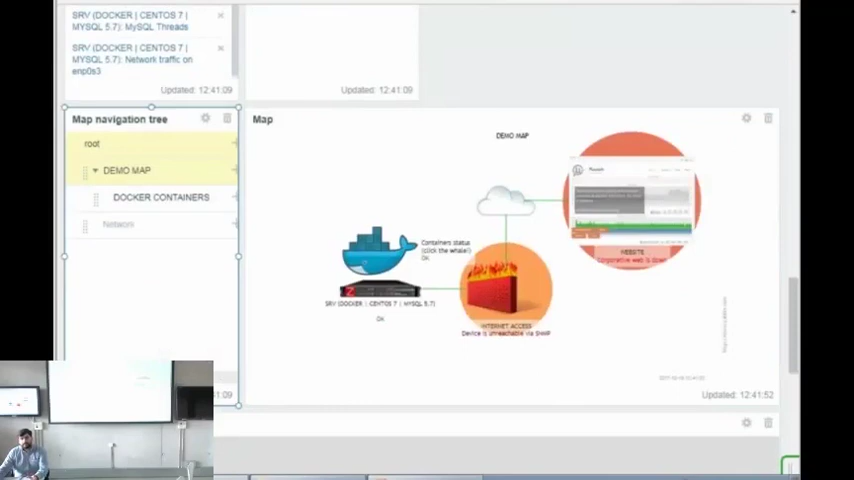 SRV (DOCKER | CENTOS 7 |
MYSQL 5.7): MySQL Threads
SRV (DOCKER | CENTOS 7 |
MYSQL 5.7): Network traffic on
enp0s3
Updated: 12:41:09
Updated: 12:41:09
Map navigation tree
root
DEMO MAP
DOCKER CONTAINERS
Network
Map
DEMO MAP
Containers status
(click the whale!)
OK
SRV (DOCKER | CENTOS 7 | MYSQL 5.7)
OK
INTERNET ACCESS
Device is unreachable via SNMP
WEBSITE
Corporative web is down
Updated: 12:41:52